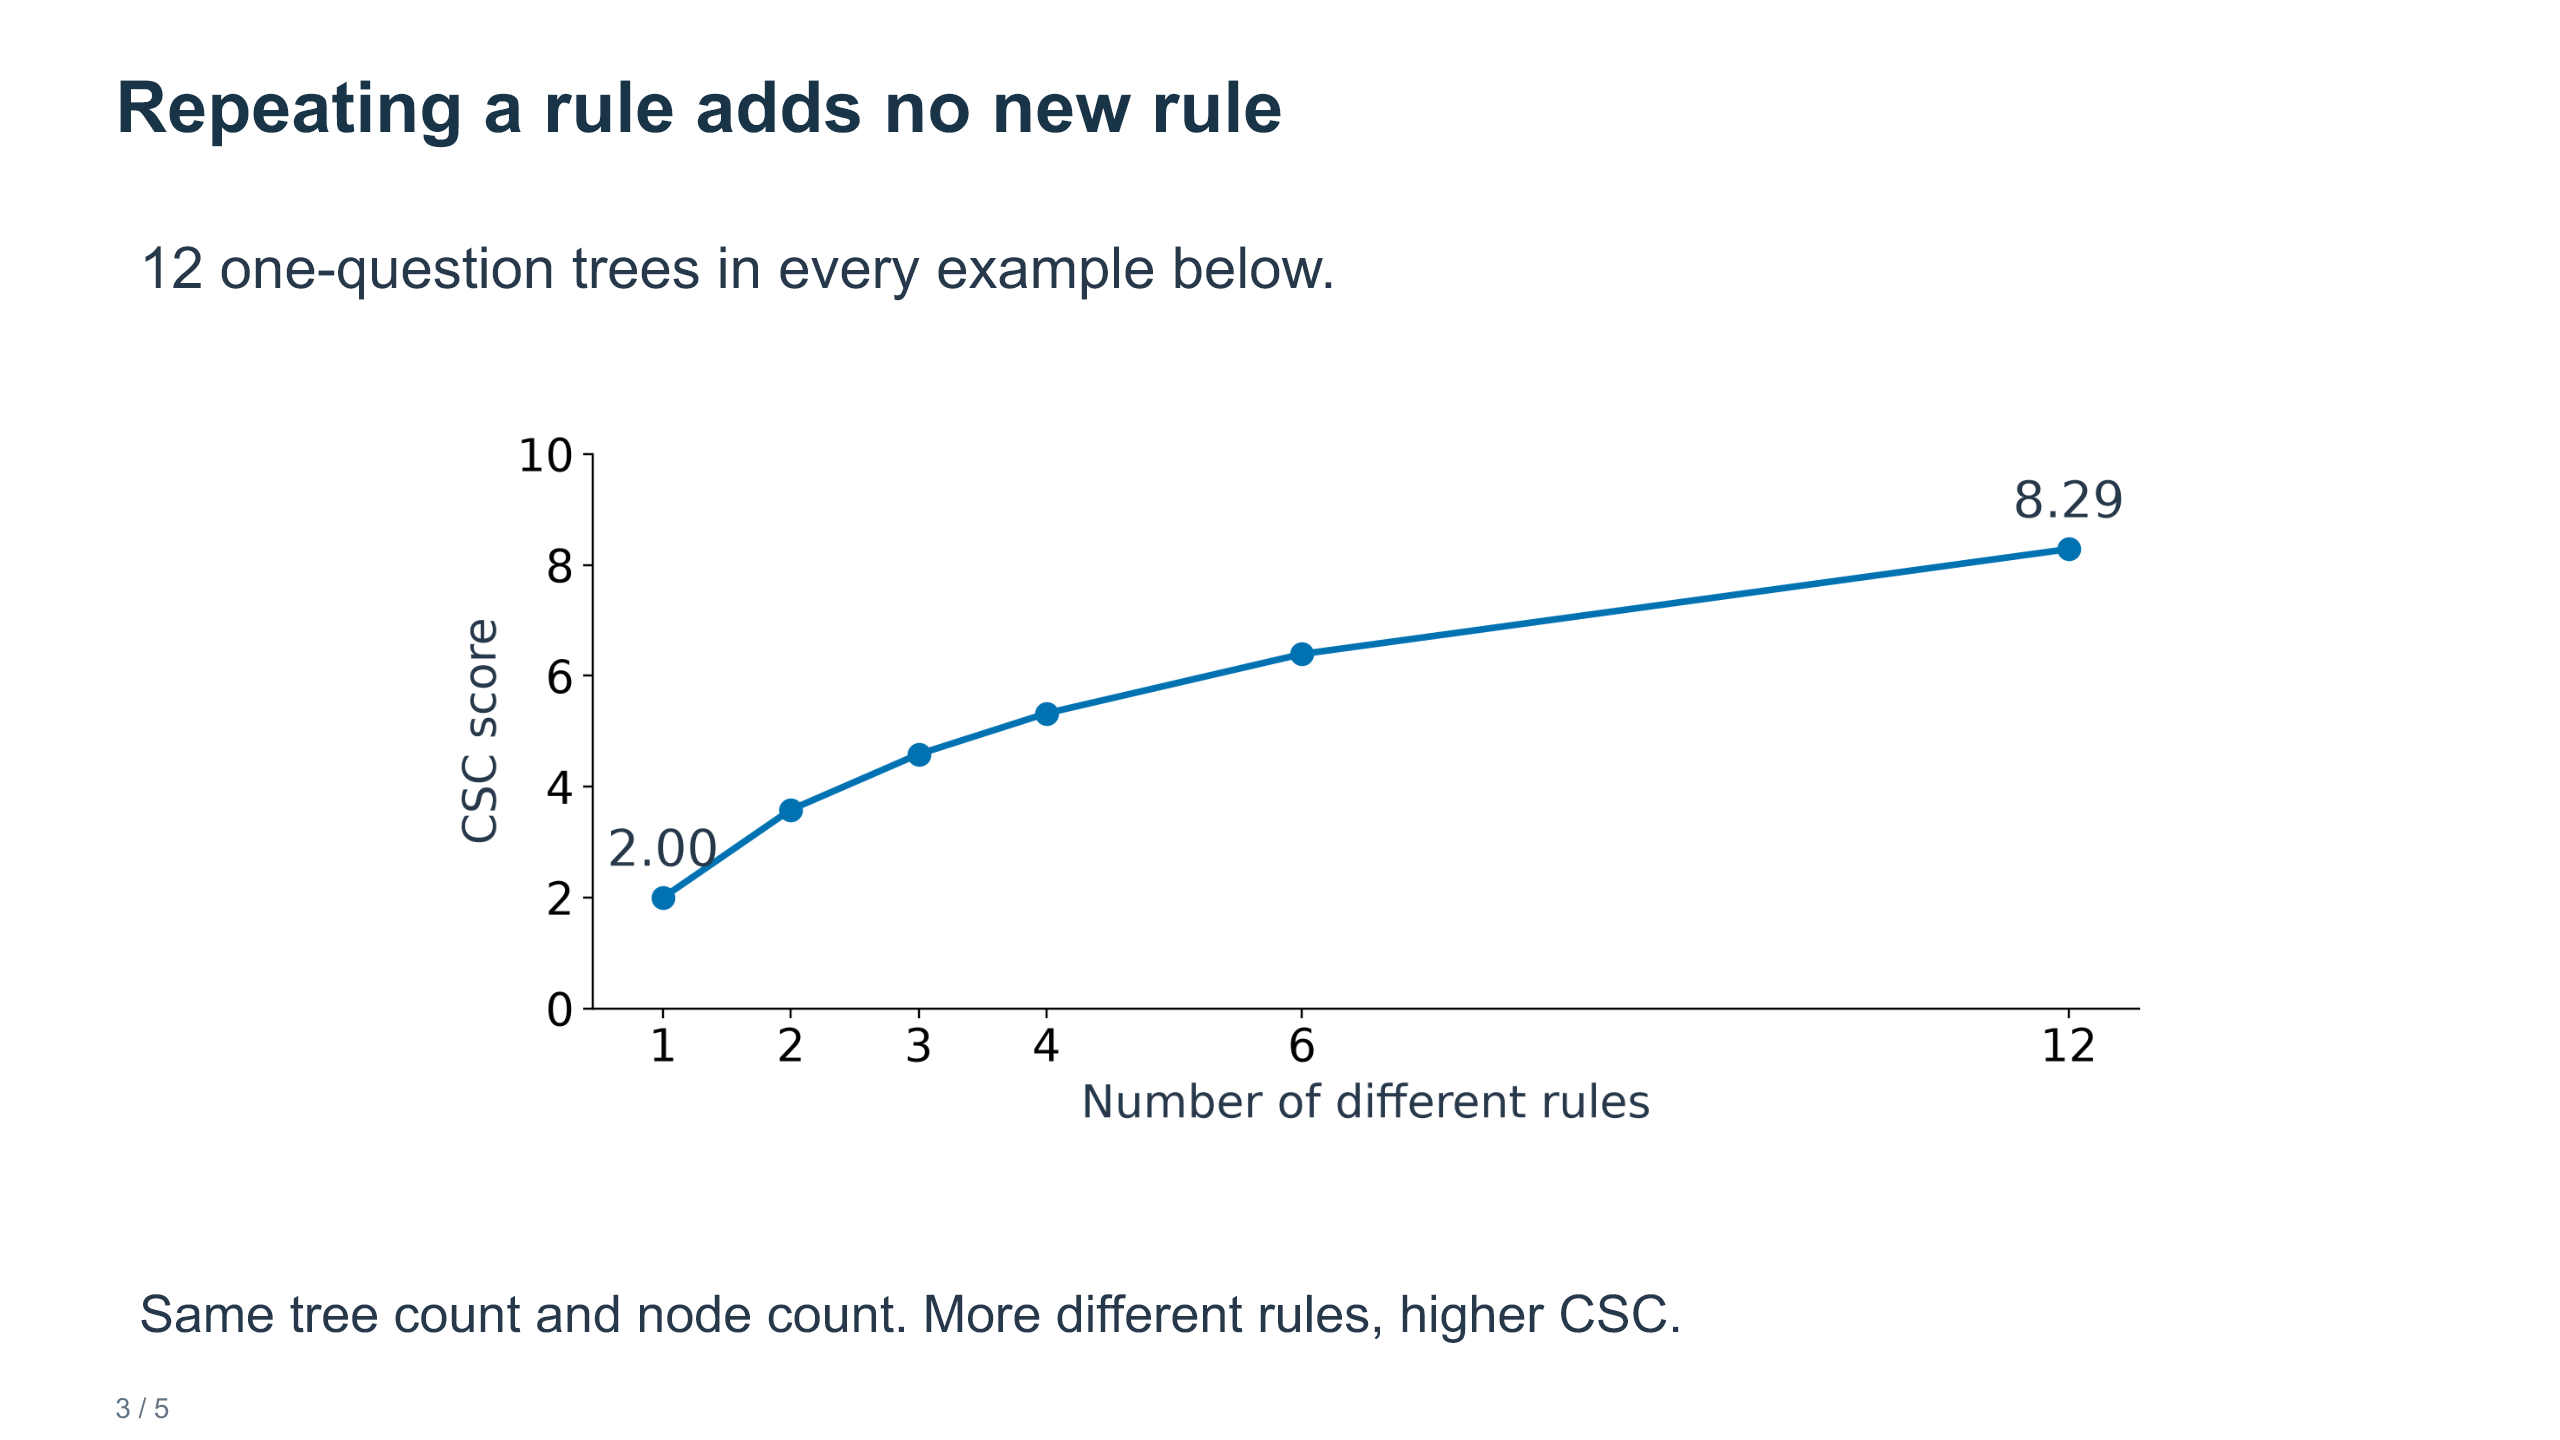 Repeating a rule adds no new rule
12 one-question trees in every example below.
10
8
6
4
2
0
CSC score
2.00
8.29
1 2 3 4 6 12
Number of different rules
Same tree count and node count. More different rules, higher CSC.
3 / 5